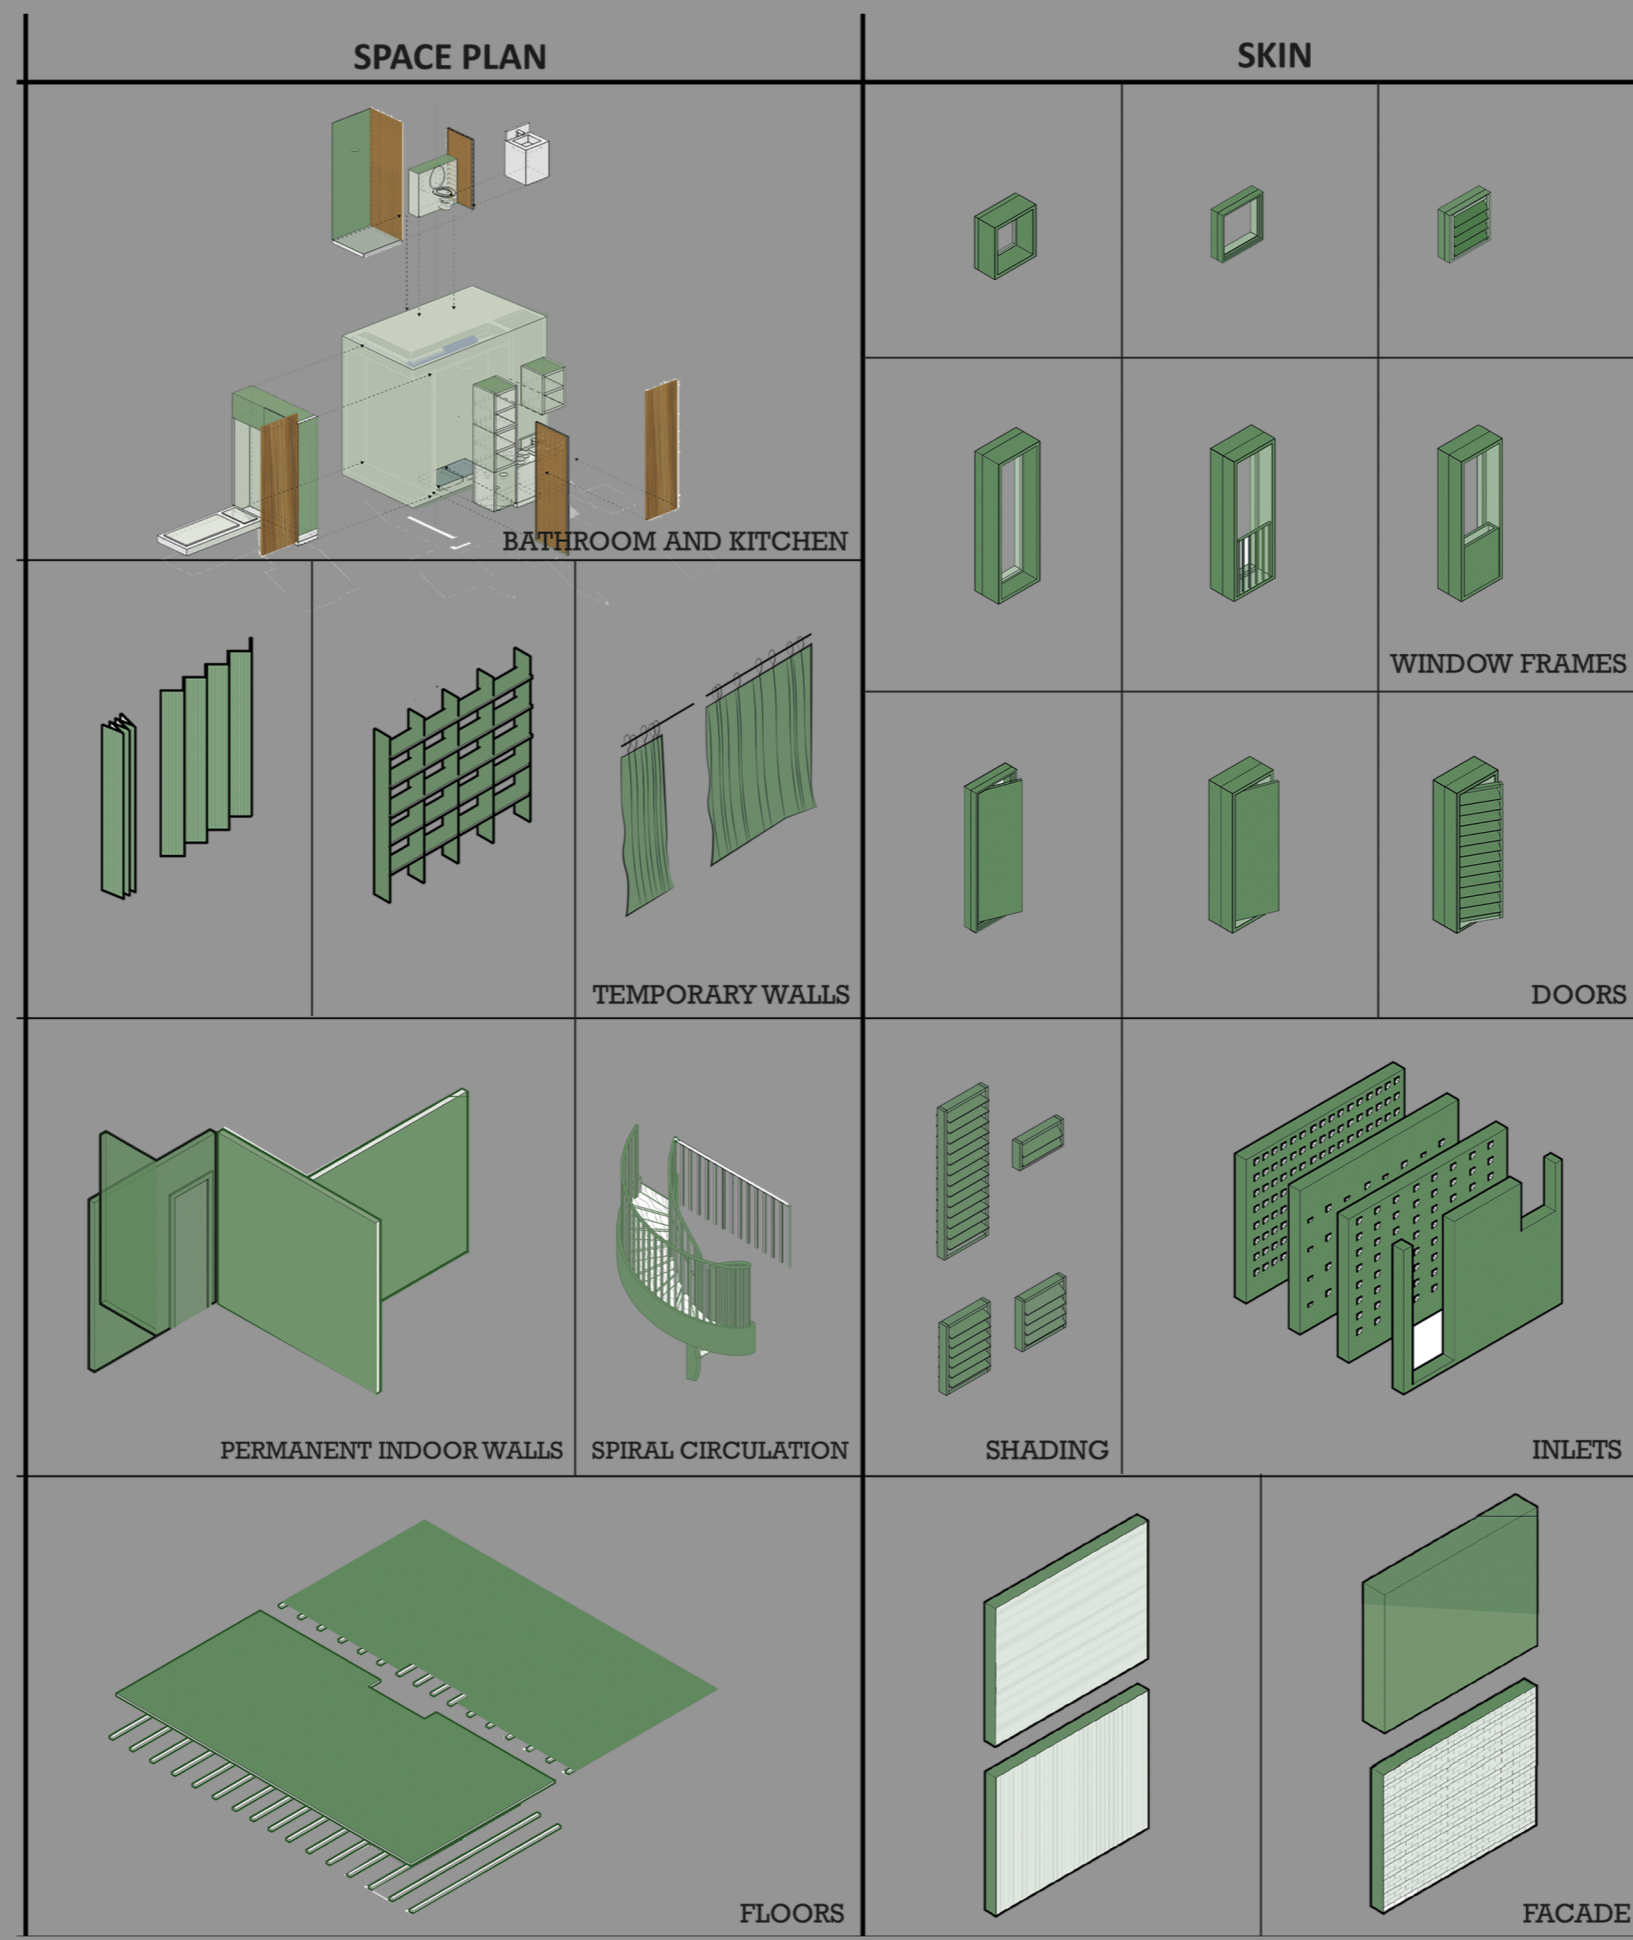 SPACE PLAN
SKIN
BATHROOM AND KITCHEN
WINDOW FRAMES
TEMPORARY WALLS
DOORS
PERMANENT INDOOR WALLS
SPIRAL CIRCULATION
SHADING
INLETS
FLOORS
FACADE